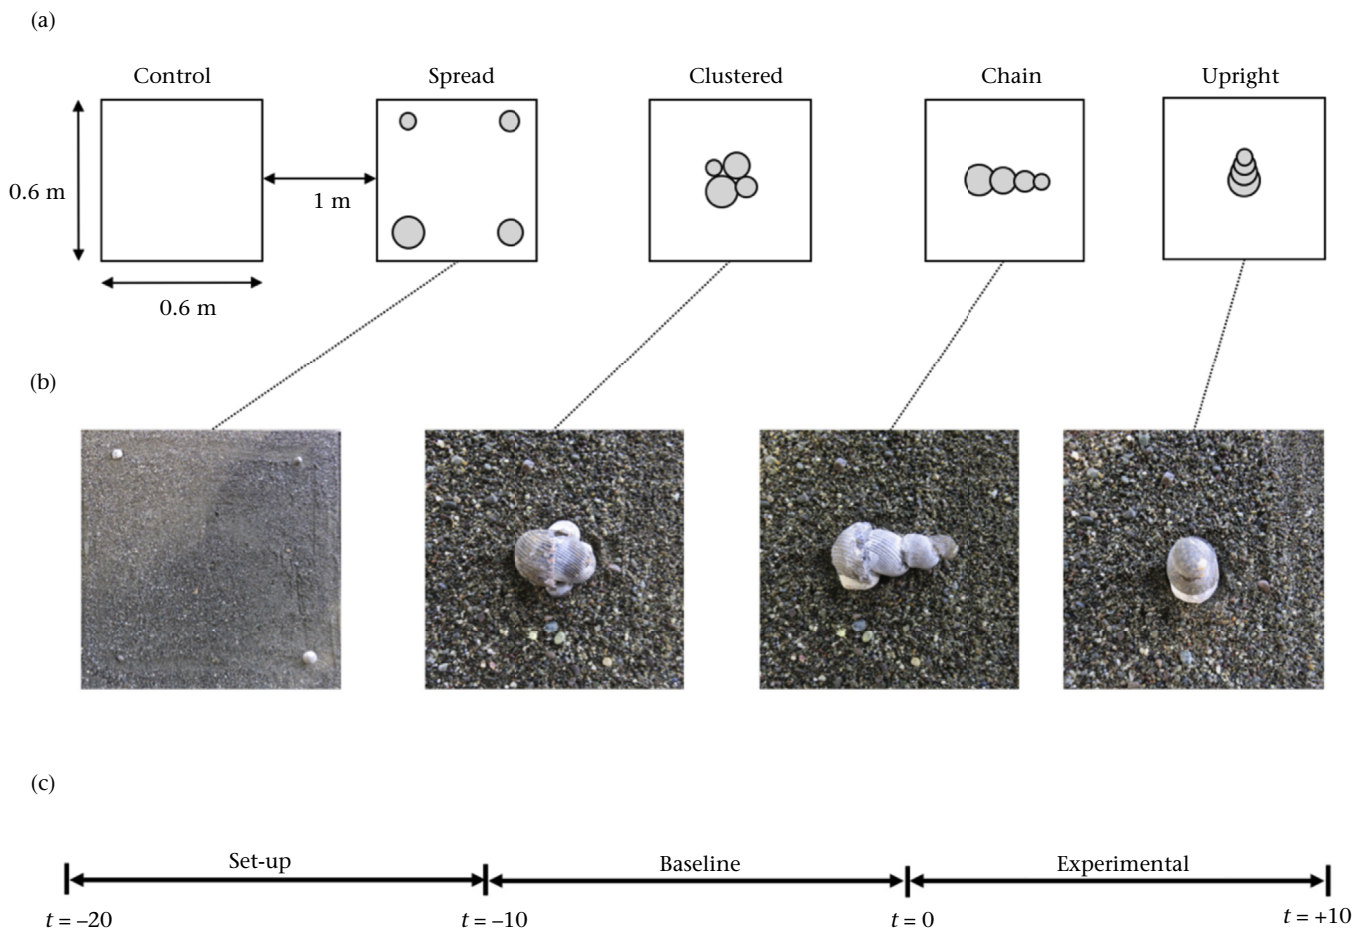 (a)
Control Spread Clustered Chain Upright
0.6 m
1 m
0.6 m
(b)
(c)
Set-up Baseline Experimental
t = –20 t = –10 t = 0 t = +10